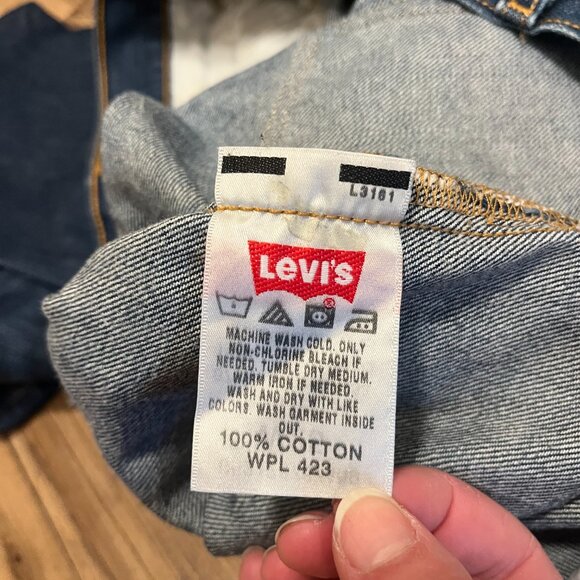 L3161
Levi's
®
MACHINE WASH COLD. ONLY
NON-CHLORINE BLEACH IF
NEEDED. TUMBLE DRY MEDIUM.
WARM IRON IF NEEDED.
WASH AND DRY WITH LIKE
COLORS. WASH GARMENT INSIDE
OUT.
100% COTTON
WPL 423